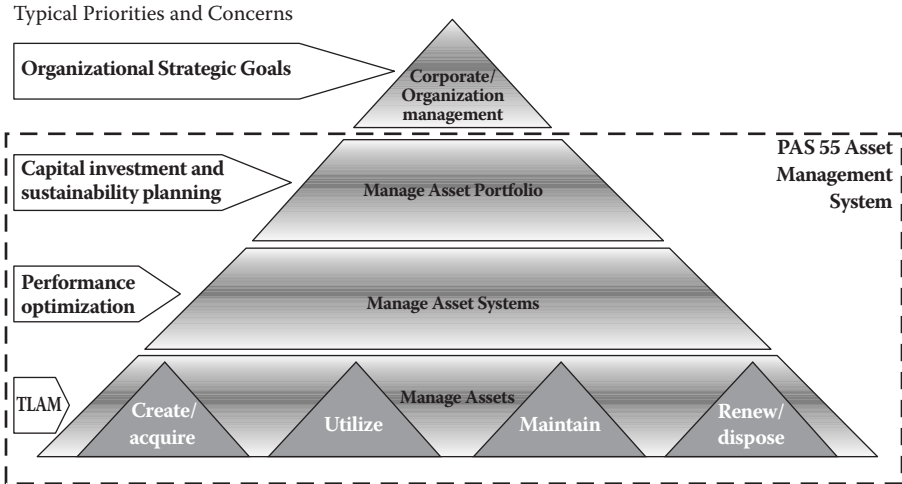 Typical Priorities and Concerns
Organizational Strategic Goals
Corporate/
Organization
management
Capital investment and
sustainability planning
Manage Asset Portfolio
PAS 55 Asset
Management
System
Performance
optimization
Manage Asset Systems
TLAM
Manage Assets
Create/
acquire
Utilize
Maintain
Renew/
dispose